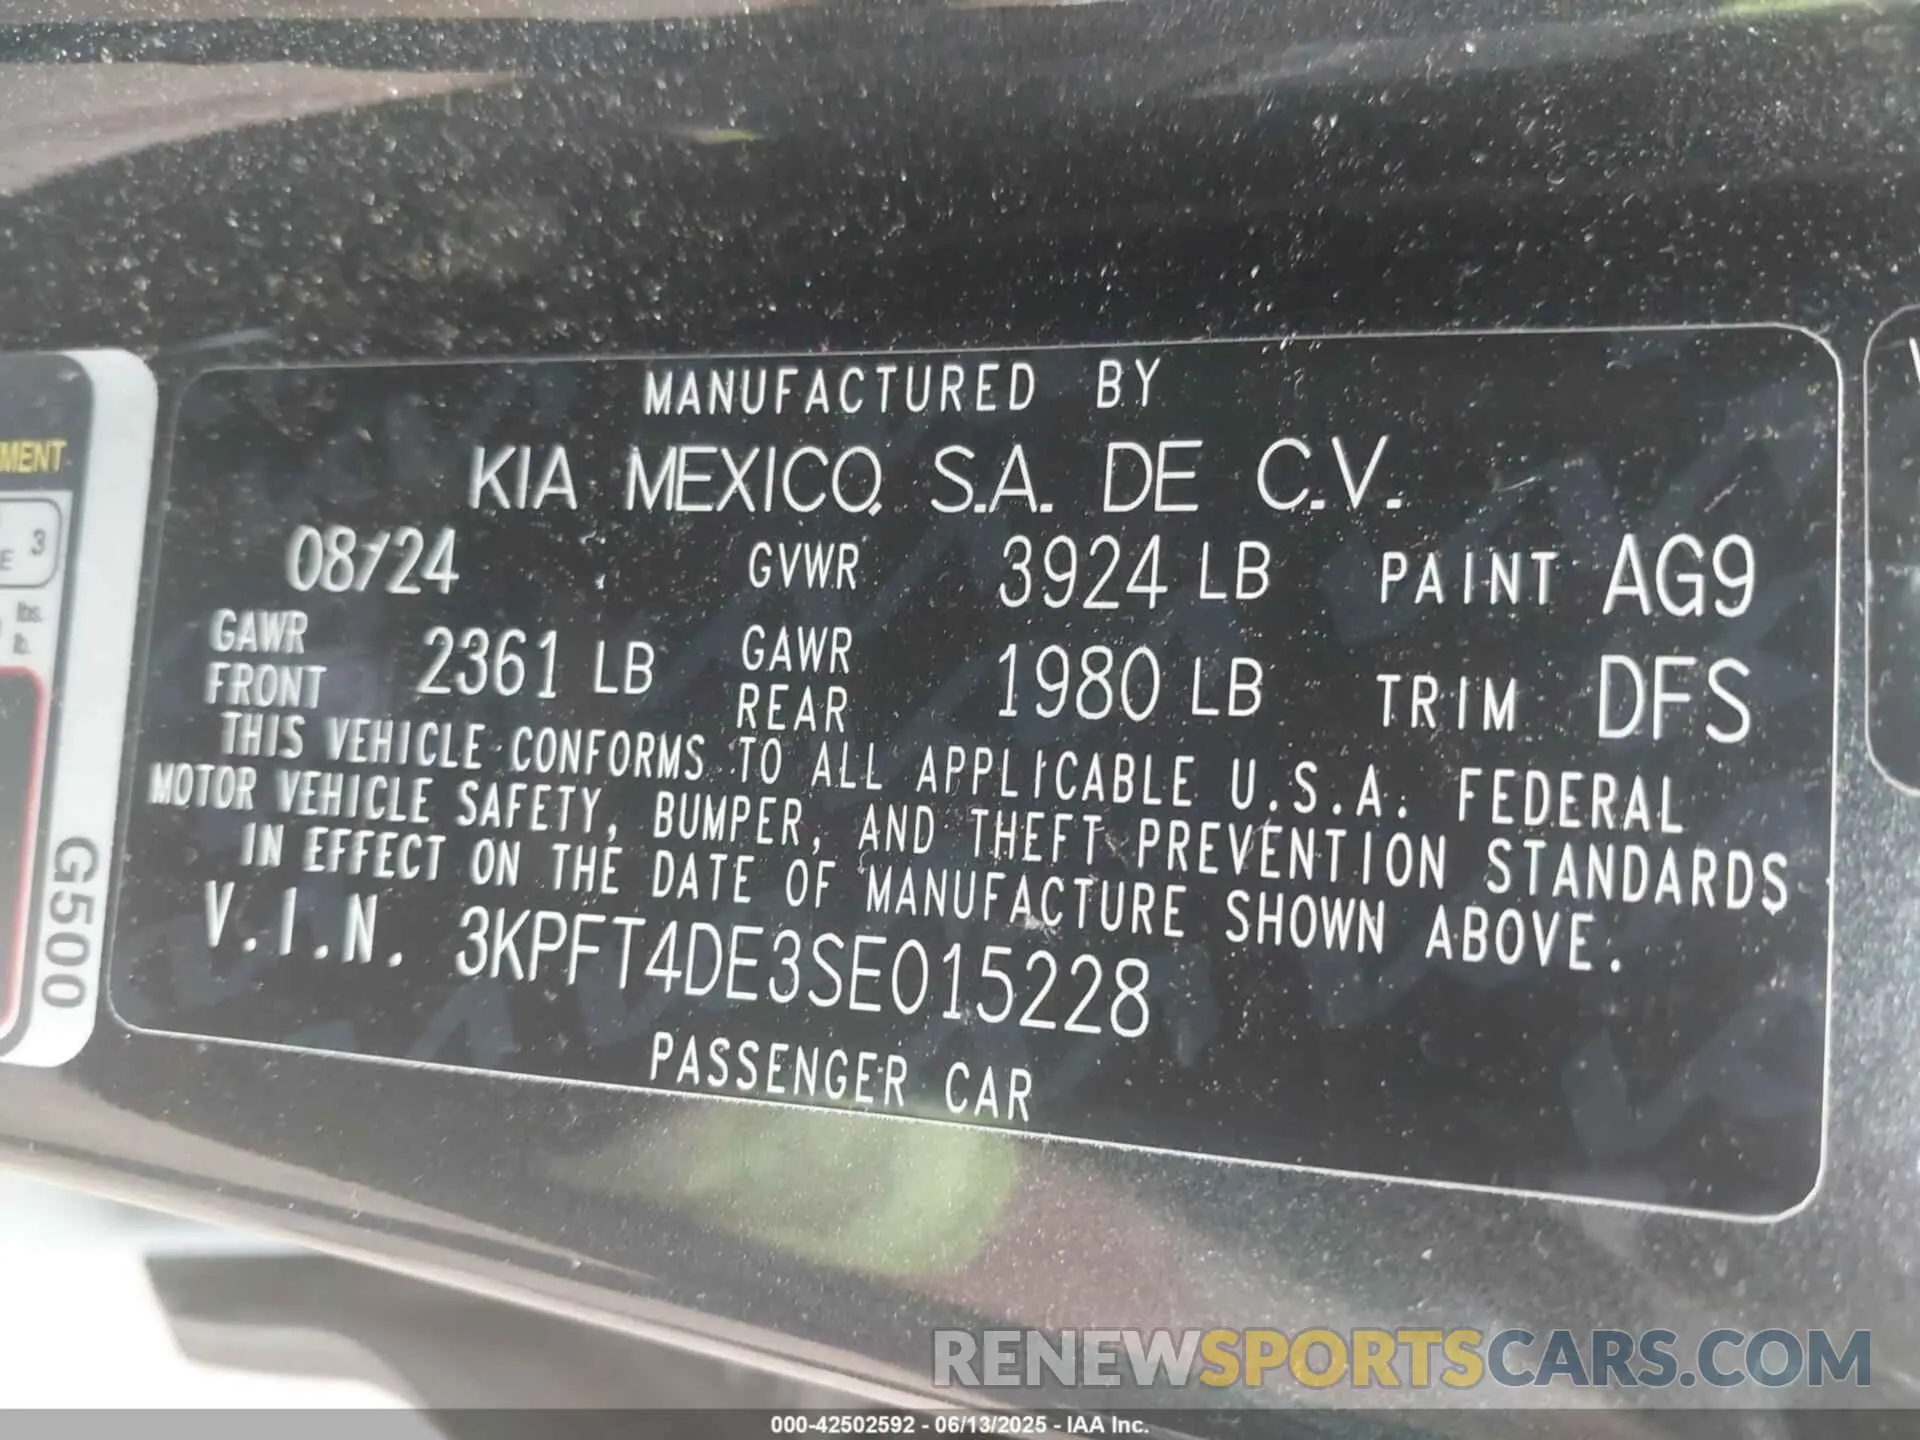 MANUFACTURED BY
KIA MEXICO, S.A. DE C.V.
08/24 GVWR 3924 LB PAINT AG9
GAWR FRONT 2361 LB GAWR REAR 1980 LB TRIM DFS
THIS VEHICLE CONFORMS TO ALL APPLICABLE U.S.A. FEDERAL
MOTOR VEHICLE SAFETY, BUMPER, AND THEFT PREVENTION STANDARDS
IN EFFECT ON THE DATE OF MANUFACTURE SHOWN ABOVE.
V.I.N. 3KPFT4DE3SE015228
PASSENGER CAR
3
lbs.
lb.
G500
RENEWSPORTSCARS.COM
000-42502592 - 06/13/2025 - IAA Inc.